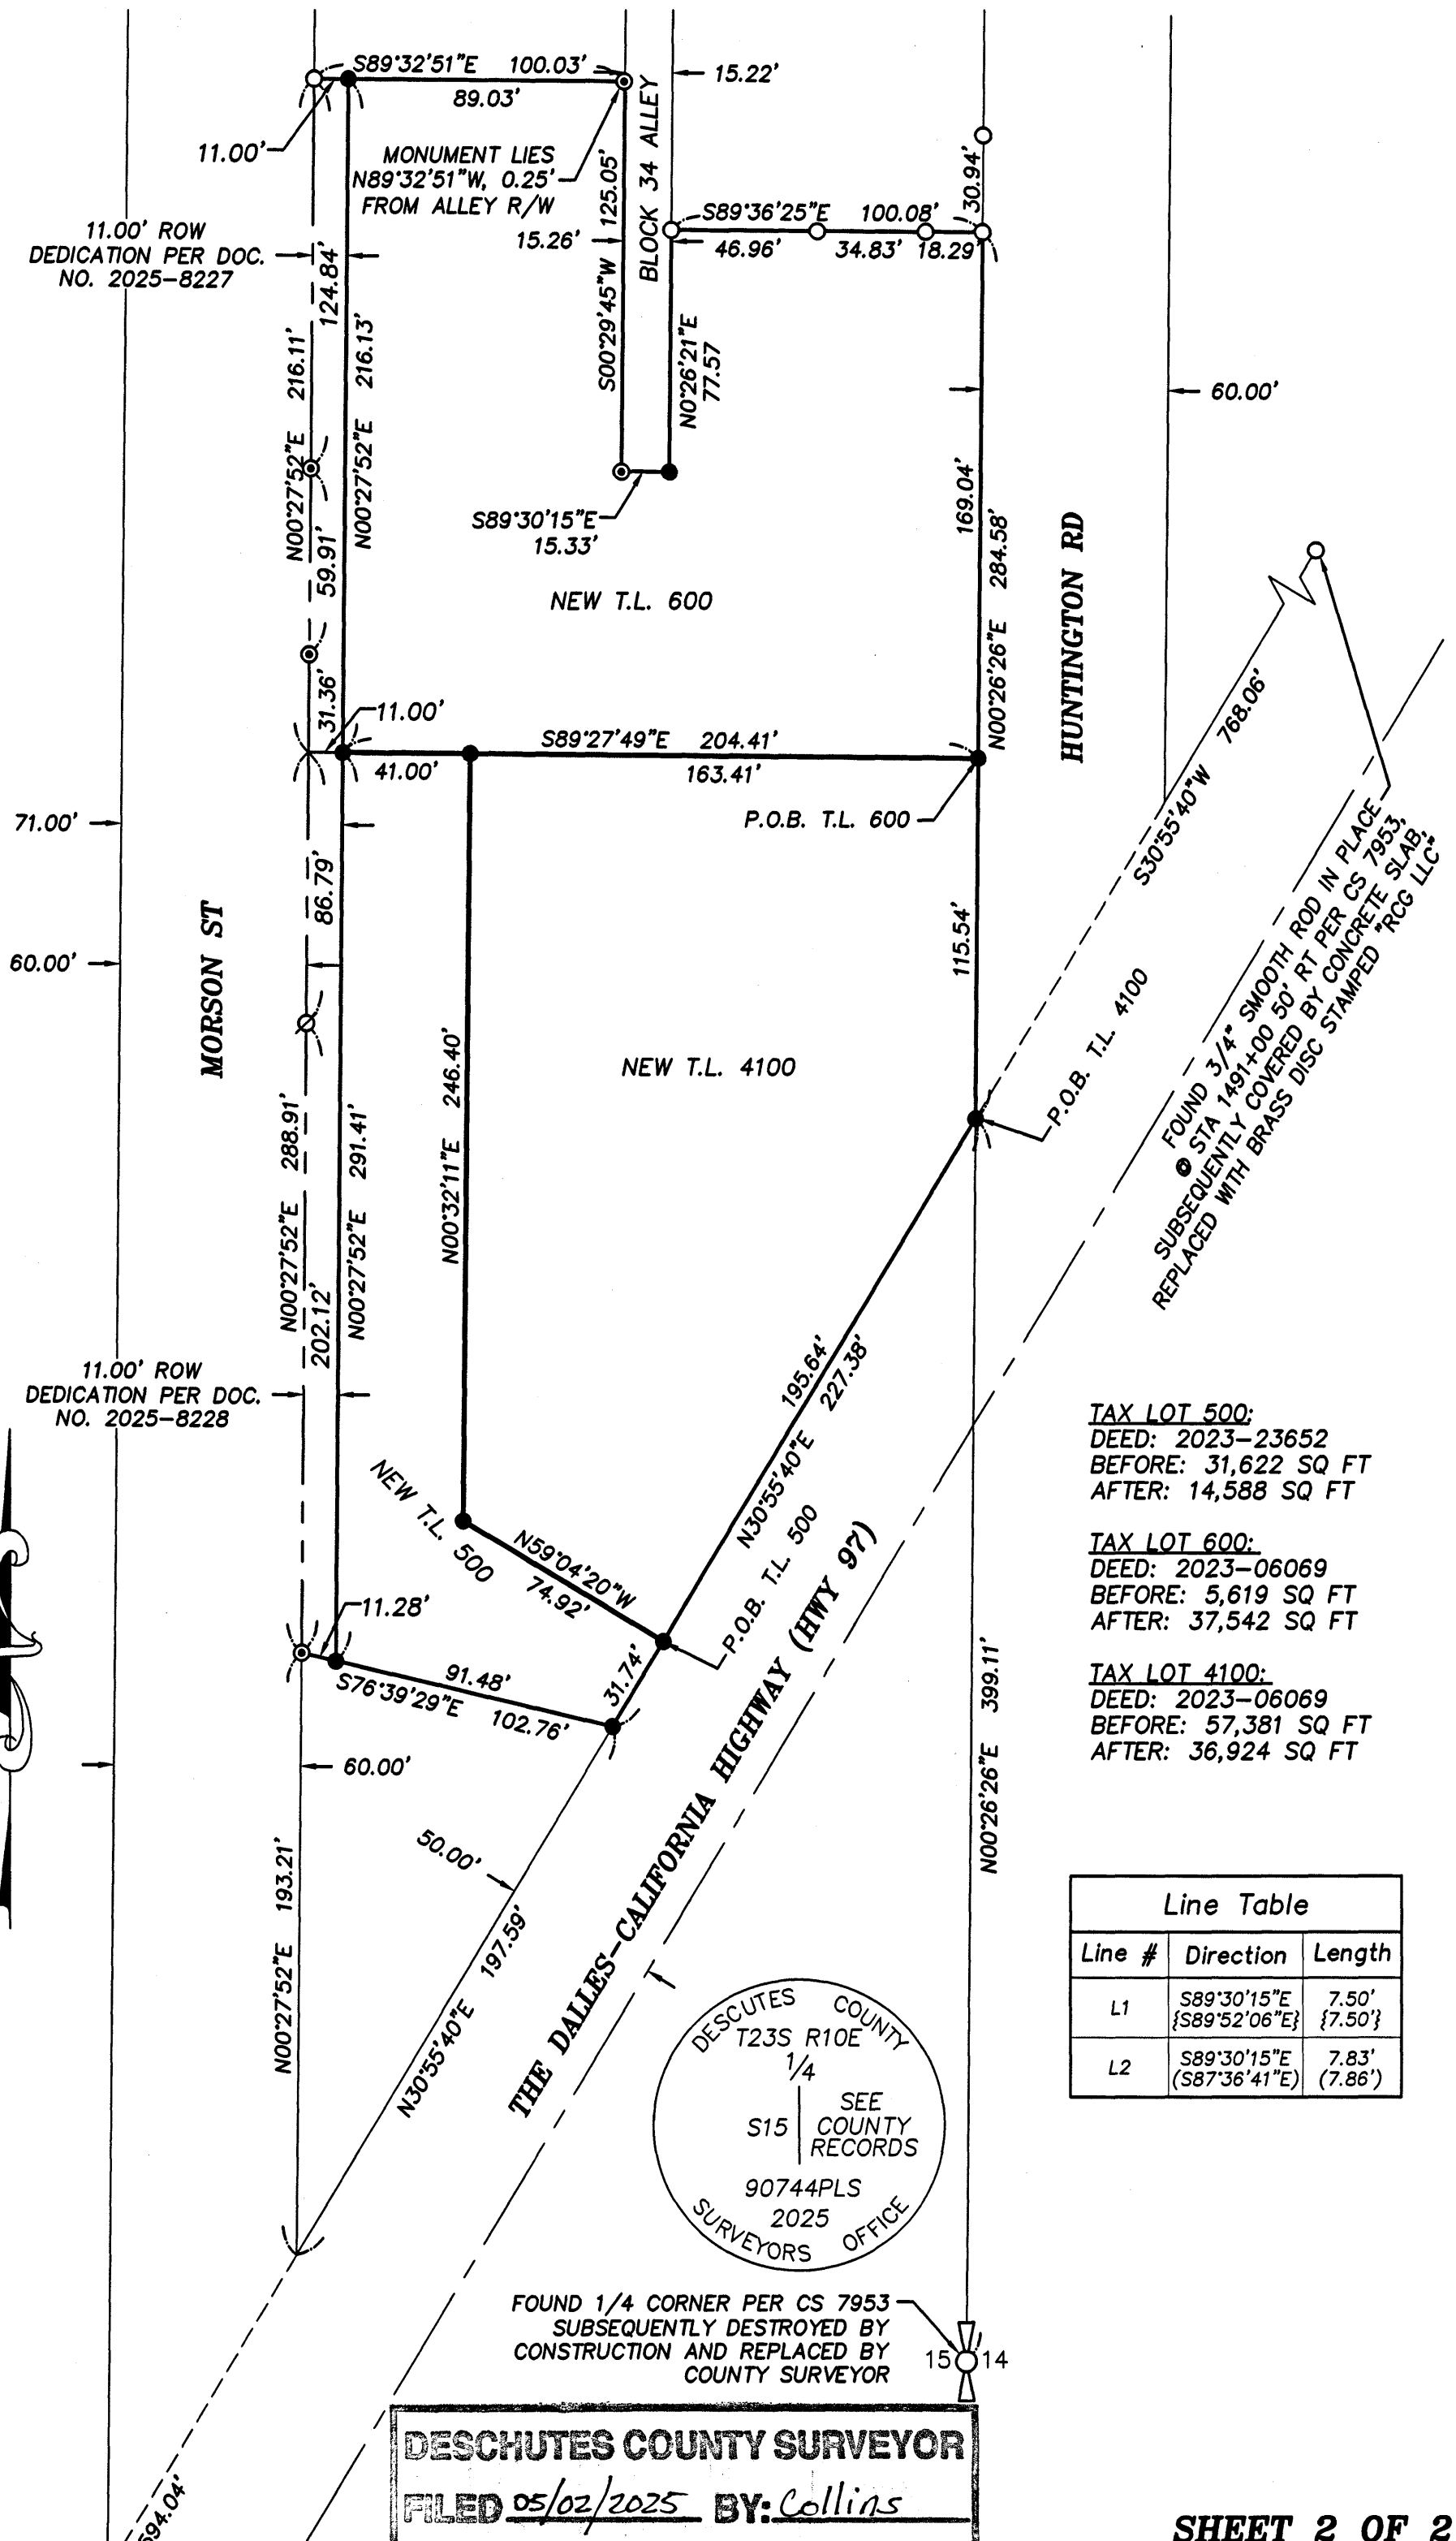 S89°32'51"E 100.03'
89.03'
15.22'
11.00'
MONUMENT LIES
N89°32'51"W, 0.25'
FROM ALLEY R/W
BLOCK 34 ALLEY
30.94'
S89°36'25"E 100.08'
46.96' 34.83' 18.29'
15.26'
S00°29'45"W 125.05'
11.00' ROW
DEDICATION PER DOC.
NO. 2025-8227
124.84'
N00°27'52"E 216.11'
N00°27'52"E 216.13'
N0°26'21"E
77.57
60.00'
S89°30'15"E
15.33'
169.04'
N00°26'26"E 284.58'
HUNTINGTON RD
59.91'
NEW T.L. 600
31.36'
11.00'
S89°27'49"E 204.41'
41.00'
163.41'
P.O.B. T.L. 600
S30°55'40"W 768.06'
FOUND 3/4" SMOOTH ROD IN PLACE
@ STA 1491+00 50' RT PER CS 7953,
SUBSEQUENTLY COVERED BY CONCRETE SLAB,
REPLACED WITH BRASS DISC STAMPED "RCG LLC"
71.00'
86.79'
60.00'
MORSON ST
115.54'
P.O.B. T.L. 4100
N00°32'11"E 246.40'
NEW T.L. 4100
N00°27'52"E 288.91'
N00°27'52"E 291.41'
202.12'
11.00' ROW
DEDICATION PER DOC.
NO. 2025-8228
195.64'
227.38'
N30°55'40"E
NEW T.L. 500
N59°04'20"W
74.92'
P.O.B. T.L. 500
11.28'
91.48'
S76°39'29"E 102.76'
31.74'
60.00'
THE DALLES-CALIFORNIA HIGHWAY (HWY 97)
N00°26'26"E 399.11'
TAX LOT 500:
DEED: 2023-23652
BEFORE: 31,622 SQ FT
AFTER: 14,588 SQ FT
TAX LOT 600:
DEED: 2023-06069
BEFORE: 5,619 SQ FT
AFTER: 37,542 SQ FT
TAX LOT 4100:
DEED: 2023-06069
BEFORE: 57,381 SQ FT
AFTER: 36,924 SQ FT
50.00'
N00°27'52"E 193.21'
N30°55'40"E 197.59'
Line Table
Line # Direction Length
L1 S89°30'15"E 7.50'
{S89°52'06"E} {7.50'}
L2 S89°30'15"E 7.83'
(S87°36'41"E) (7.86')
DESCUTES COUNTY
T23S R10E
1/4
S15
SEE
COUNTY
RECORDS
90744PLS
2025
SURVEYORS OFFICE
FOUND 1/4 CORNER PER CS 7953
SUBSEQUENTLY DESTROYED BY
CONSTRUCTION AND REPLACED BY
COUNTY SURVEYOR
15 14
DESCHUTES COUNTY SURVEYOR
FILED 05/02/2025 BY: Collins
694.04'
SHEET 2 OF 2